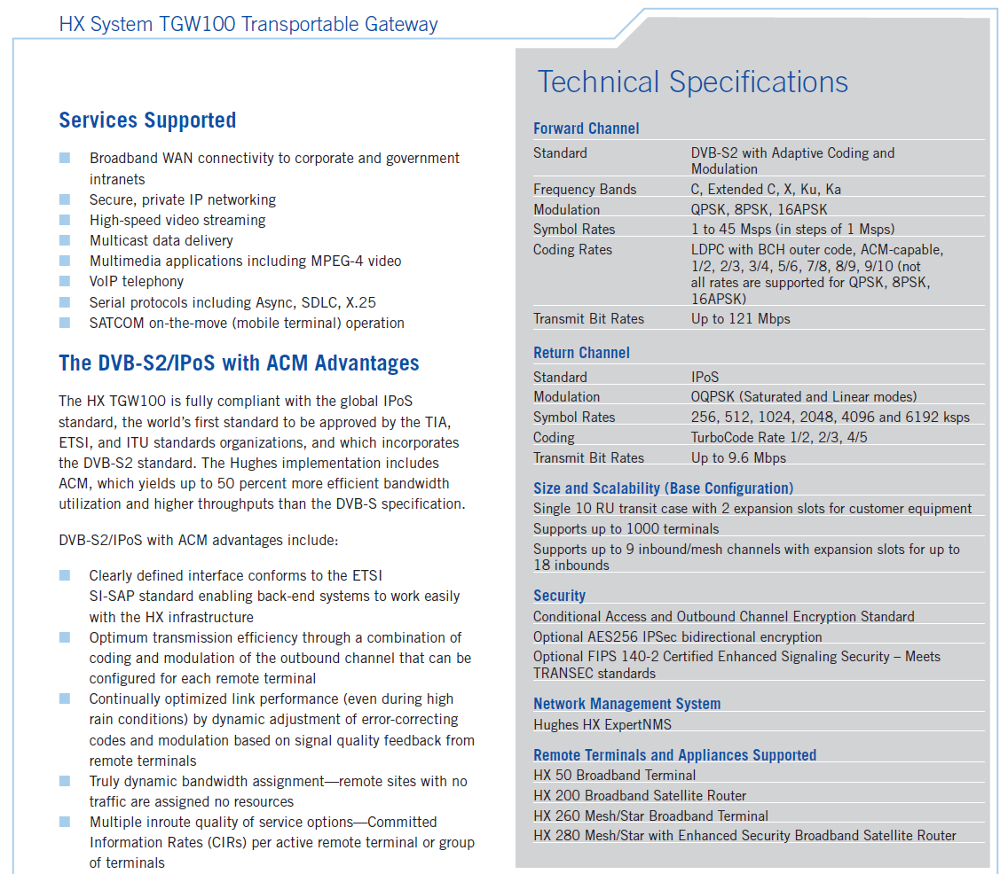 HX System TGW100 Transportable Gateway
Services Supported
Broadband WAN connectivity to corporate and government
intranets
Secure, private IP networking
High-speed video streaming
Multicast data delivery
Multimedia applications including MPEG-4 video
VoIP telephony
Serial protocols including Async, SDLC, X.25
SATCOM on-the-move (mobile terminal) operation
The DVB-S2/IPoS with ACM Advantages
The HX TGW100 is fully compliant with the global IPoS
standard, the world's first standard to be approved by the TIA,
ETSI, and ITU standards organizations, and which incorporates
the DVB-S2 standard. The Hughes implementation includes
ACM, which yields up to 50 percent more efficient bandwidth
utilization and higher throughputs than the DVB-S specification.
DVB-S2/IPoS with ACM advantages include:
Clearly defined interface conforms to the ETSI
SI-SAP standard enabling back-end systems to work easily
with the HX infrastructure
Optimum transmission efficiency through a combination of
coding and modulation of the outbound channel that can be
configured for each remote terminal
Continually optimized link performance (even during high
rain conditions) by dynamic adjustment of error-correcting
codes and modulation based on signal quality feedback from
remote terminals
Truly dynamic bandwidth assignment—remote sites with no
traffic are assigned no resources
Multiple inroute quality of service options—Committed
Information Rates (CIRs) per active remote terminal or group
of terminals
Technical Specifications
Forward Channel
Standard DVB-S2 with Adaptive Coding and
Modulation
Frequency Bands C, Extended C, X, Ku, Ka
Modulation QPSK, 8PSK, 16APSK
Symbol Rates 1 to 45 Msps (in steps of 1 Msps)
Coding Rates LDPC with BCH outer code, ACM-capable,
1/2, 2/3, 3/4, 5/6, 7/8, 8/9, 9/10 (not
all rates are supported for QPSK, 8PSK,
16APSK)
Transmit Bit Rates Up to 121 Mbps
Return Channel
Standard IPoS
Modulation OQPSK (Saturated and Linear modes)
Symbol Rates 256, 512, 1024, 2048, 4096 and 6192 ksps
Coding TurboCode Rate 1/2, 2/3, 4/5
Transmit Bit Rates Up to 9.6 Mbps
Size and Scalability (Base Configuration)
Single 10 RU transit case with 2 expansion slots for customer equipment
Supports up to 1000 terminals
Supports up to 9 inbound/mesh channels with expansion slots for up to
18 inbounds
Security
Conditional Access and Outbound Channel Encryption Standard
Optional AES256 IPSec bidirectional encryption
Optional FIPS 140-2 Certified Enhanced Signaling Security – Meets
TRANSEC standards
Network Management System
Hughes HX ExpertNMS
Remote Terminals and Appliances Supported
HX 50 Broadband Terminal
HX 200 Broadband Satellite Router
HX 260 Mesh/Star Broadband Terminal
HX 280 Mesh/Star with Enhanced Security Broadband Satellite Router